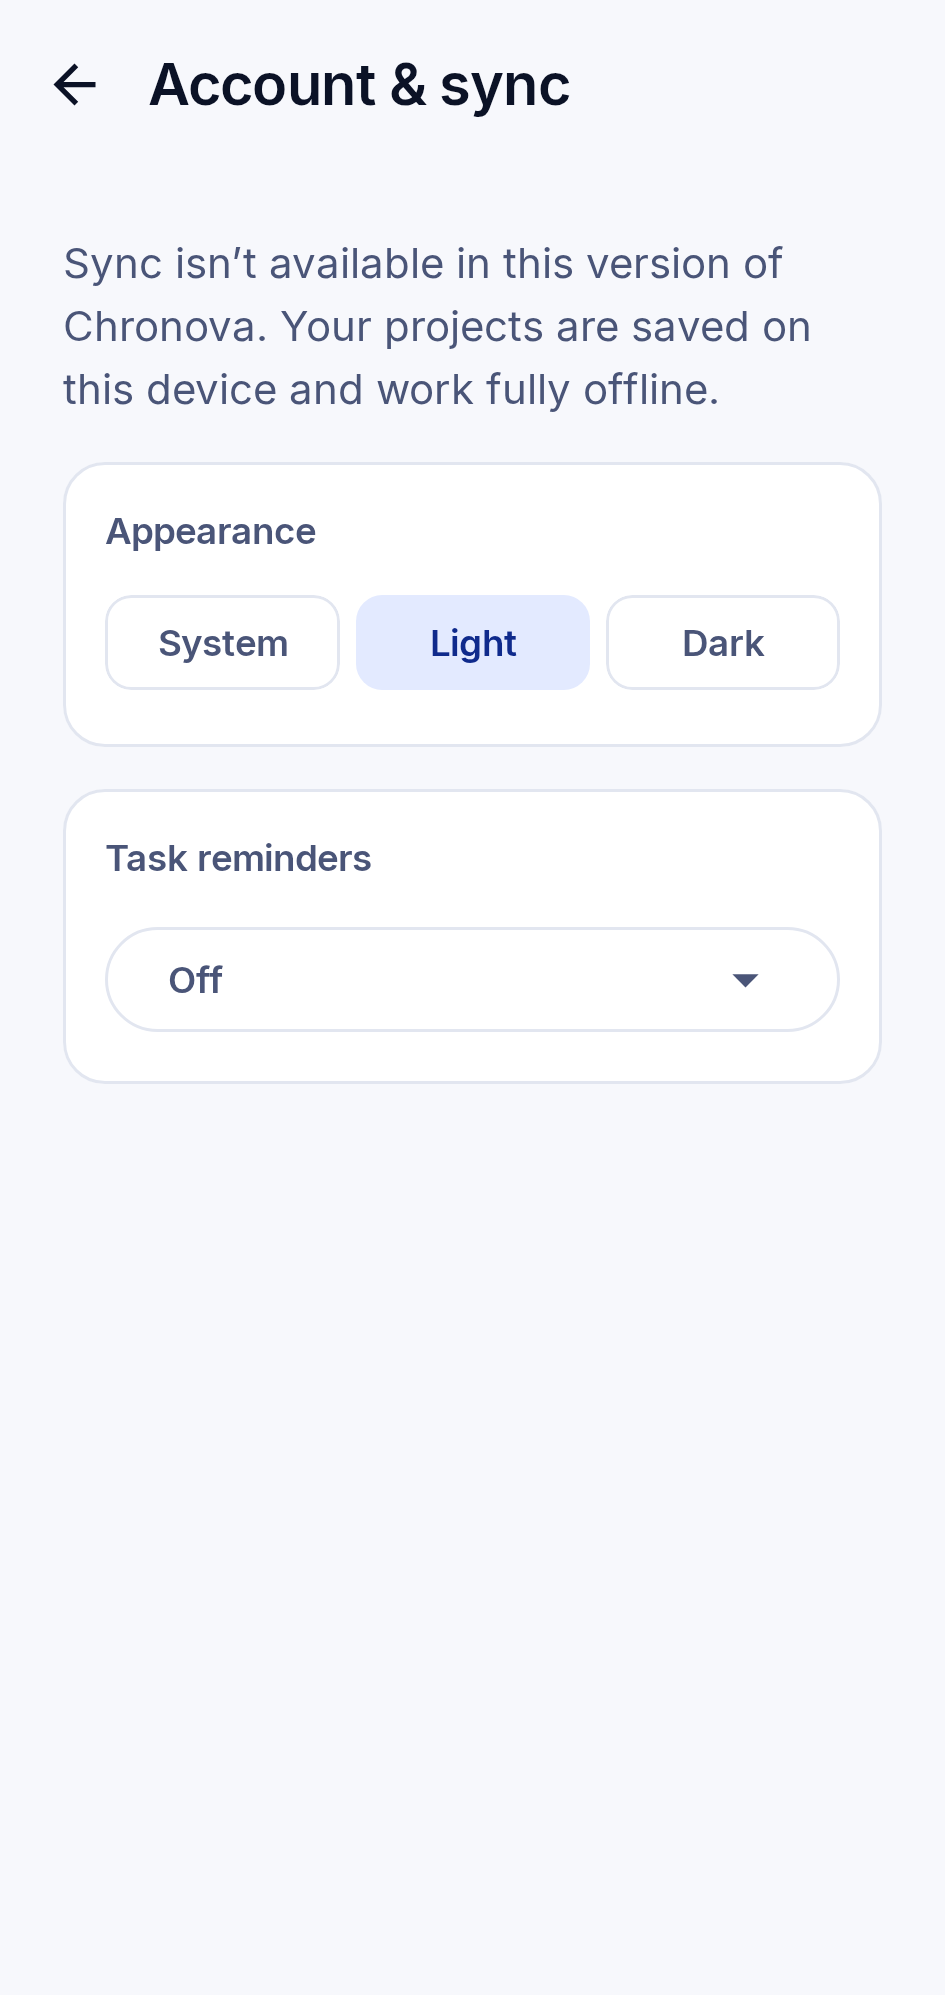 Account & sync
Sync isn’t available in this version of
Chronova. Your projects are saved on
this device and work fully offline.
Appearance
System Light Dark
Task reminders
Off